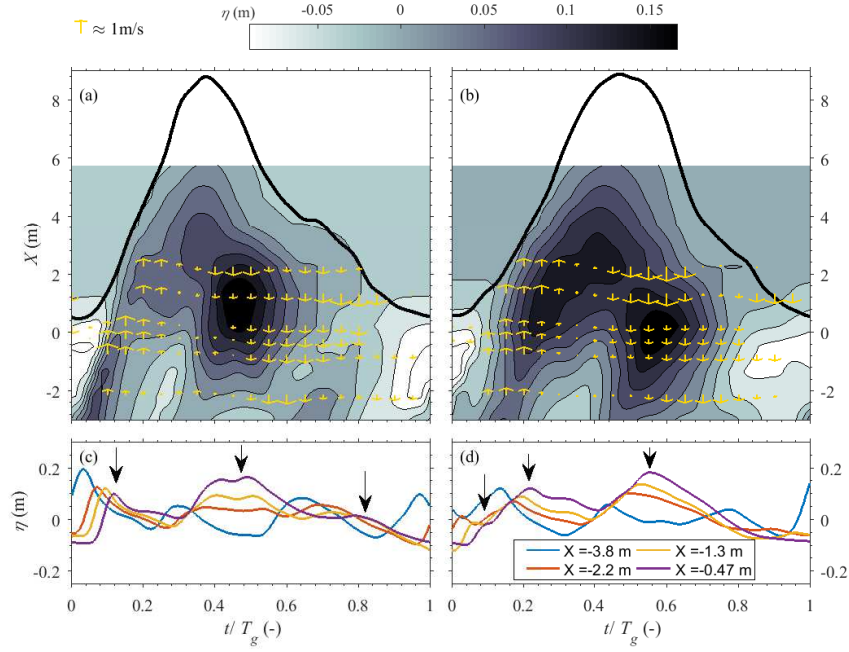 η (m)
-0.05 0 0.05 0.1 0.15
≈ 1m/s
(a) (b)
8 8
6 6
4 4
2 2
0 0
-2 -2
X (m)
(c) (d)
0.2 0.2
0 0
-0.2 -0.2
η (m)
X =-3.8 m X =-1.3 m
X =-2.2 m X =-0.47 m
0 0.2 0.4 0.6 0.8 1 0 0.2 0.4 0.6 0.8 1
t/ Tg (-) t/ Tg (-)